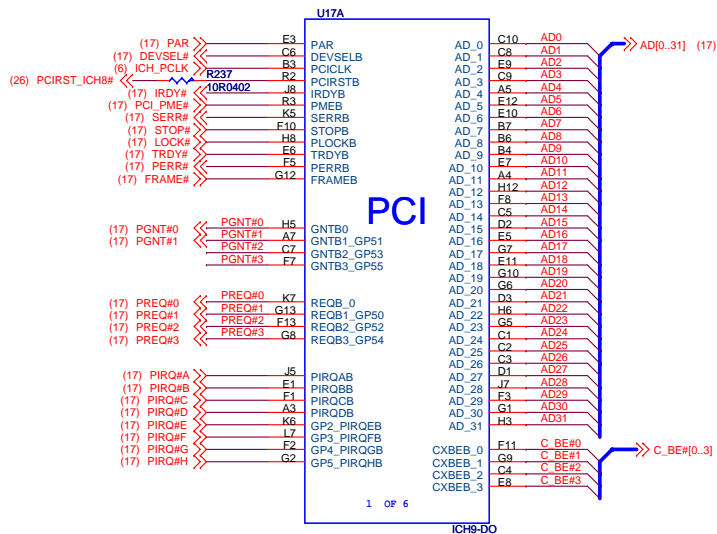 U17A
(17) PAR E3 PAR AD_0 C10 AD0 AD[0..31] (17)
(17) DEVSEL# C6 DEVSELB AD_1 C8 AD1
(6) ICH_PCLK B3 PCICLK AD_2 E9 AD2
(26) PCIRST_ICH8# R237 R2 PCIRSTB AD_3 C9 AD3
10R0402
(17) IRDY# J8 IRDYB AD_4 A5 AD4
(17) PCI_PME# R3 PMEB AD_5 E12 AD5
(17) SERR# K5 SERRB AD_6 E10 AD6
(17) STOP# F10 STOPB AD_7 B7 AD7
(17) LOCK# H8 PLOCKB AD_8 B6 AD8
(17) TRDY# E6 TRDYB AD_9 B4 AD9
(17) PERR# F5 PERRB AD_10 E7 AD10
(17) FRAME# G12 FRAMEB AD_11 A4 AD11
AD_12 H12 AD12
AD_13 F8 AD13
PCI
AD_14 C5 AD14
(17) PGNT#0 PGNT#0 H5 GNTB0 AD_15 D2 AD15
(17) PGNT#1 PGNT#1 A7 GNTB1_GP51 AD_16 E5 AD16
PGNT#2 C7 GNTB2_GP53 AD_17 G7 AD17
PGNT#3 F7 GNTB3_GP55 AD_18 E11 AD18
AD_19 G10 AD19
AD_20 G6 AD20
(17) PREQ#0 PREQ#0 K7 REQB_0 AD_21 D3 AD21
(17) PREQ#1 PREQ#1 G13 REQB1_GP50 AD_22 H6 AD22
(17) PREQ#2 PREQ#2 F13 REQB2_GP52 AD_23 G5 AD23
(17) PREQ#3 PREQ#3 G8 REQB3_GP54 AD_24 C1 AD24
AD_25 C2 AD25
AD_26 C3 AD26
(17) PIRQ#A J5 PIRQAB AD_27 D1 AD27
(17) PIRQ#B E1 PIRQBB AD_28 J7 AD28
(17) PIRQ#C F1 PIRQCB AD_29 F3 AD29
(17) PIRQ#D A3 PIRQDB AD_30 G1 AD30
(17) PIRQ#E K6 GP2_PIRQEB AD_31 H3 AD31
(17) PIRQ#F L7 GP3_PIRQFB
(17) PIRQ#G F2 GP4_PIRQGB CXBEB_0 F11 C_BE#0 C_BE#[0..3]
(17) PIRQ#H G2 GP5_PIRQHB CXBEB_1 G9 C_BE#1
CXBEB_2 C4 C_BE#2
CXBEB_3 E8 C_BE#3
1 OF 6
ICH9-DO